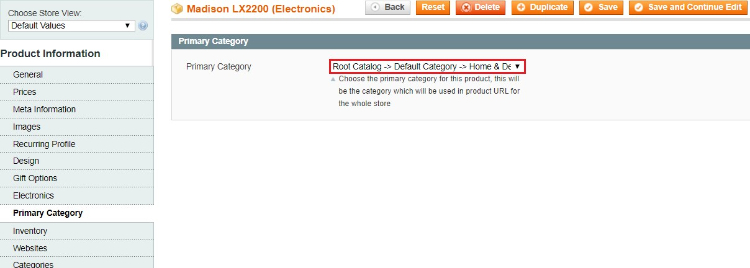 Choose Store View:
Default Values
Product Information
General
Prices
Meta Information
Images
Recurring Profile
Design
Gift Options
Electronics
Primary Category
Inventory
Websites
Categories
Madison LX2200 (Electronics)
Back Reset Delete Duplicate Save Save and Continue Edit
Primary Category
Primary Category Root Catalog -> Default Category -> Home & De
Choose the primary category for this product, this will
be the category which will be used in product URL for
the whole store